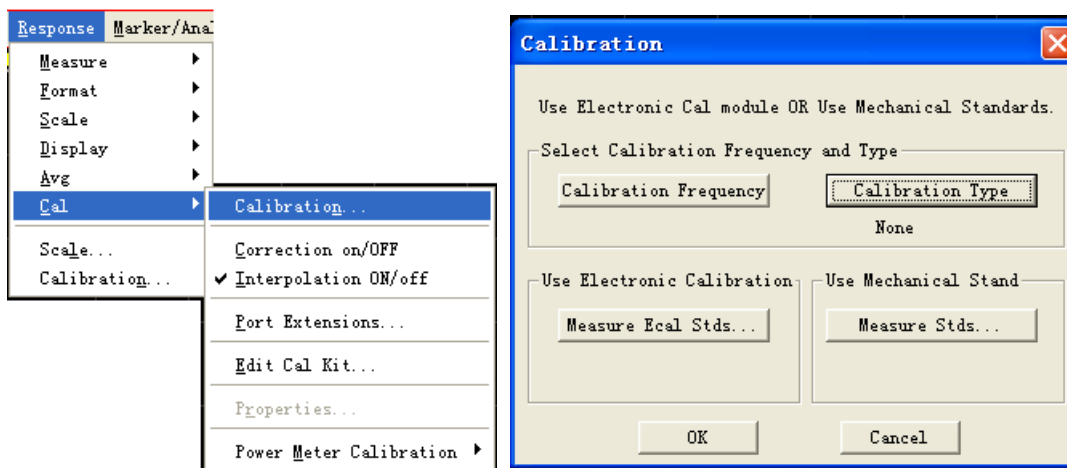 Response Marker/Ana
Measure
Format
Scale
Display
Avg
Cal
Scale...
Calibration...
Calibration...
Correction on/OFF
Interpolation ON/off
Port Extensions...
Edit Cal Kit...
Properties...
Power Meter Calibration
Calibration
Use Electronic Cal module OR Use Mechanical Standards.
Select Calibration Frequency and Type
Calibration Frequency Calibration Type
None
Use Electronic Calibration Use Mechanical Stand
Measure Ecal Stds... Measure Stds...
OK Cancel